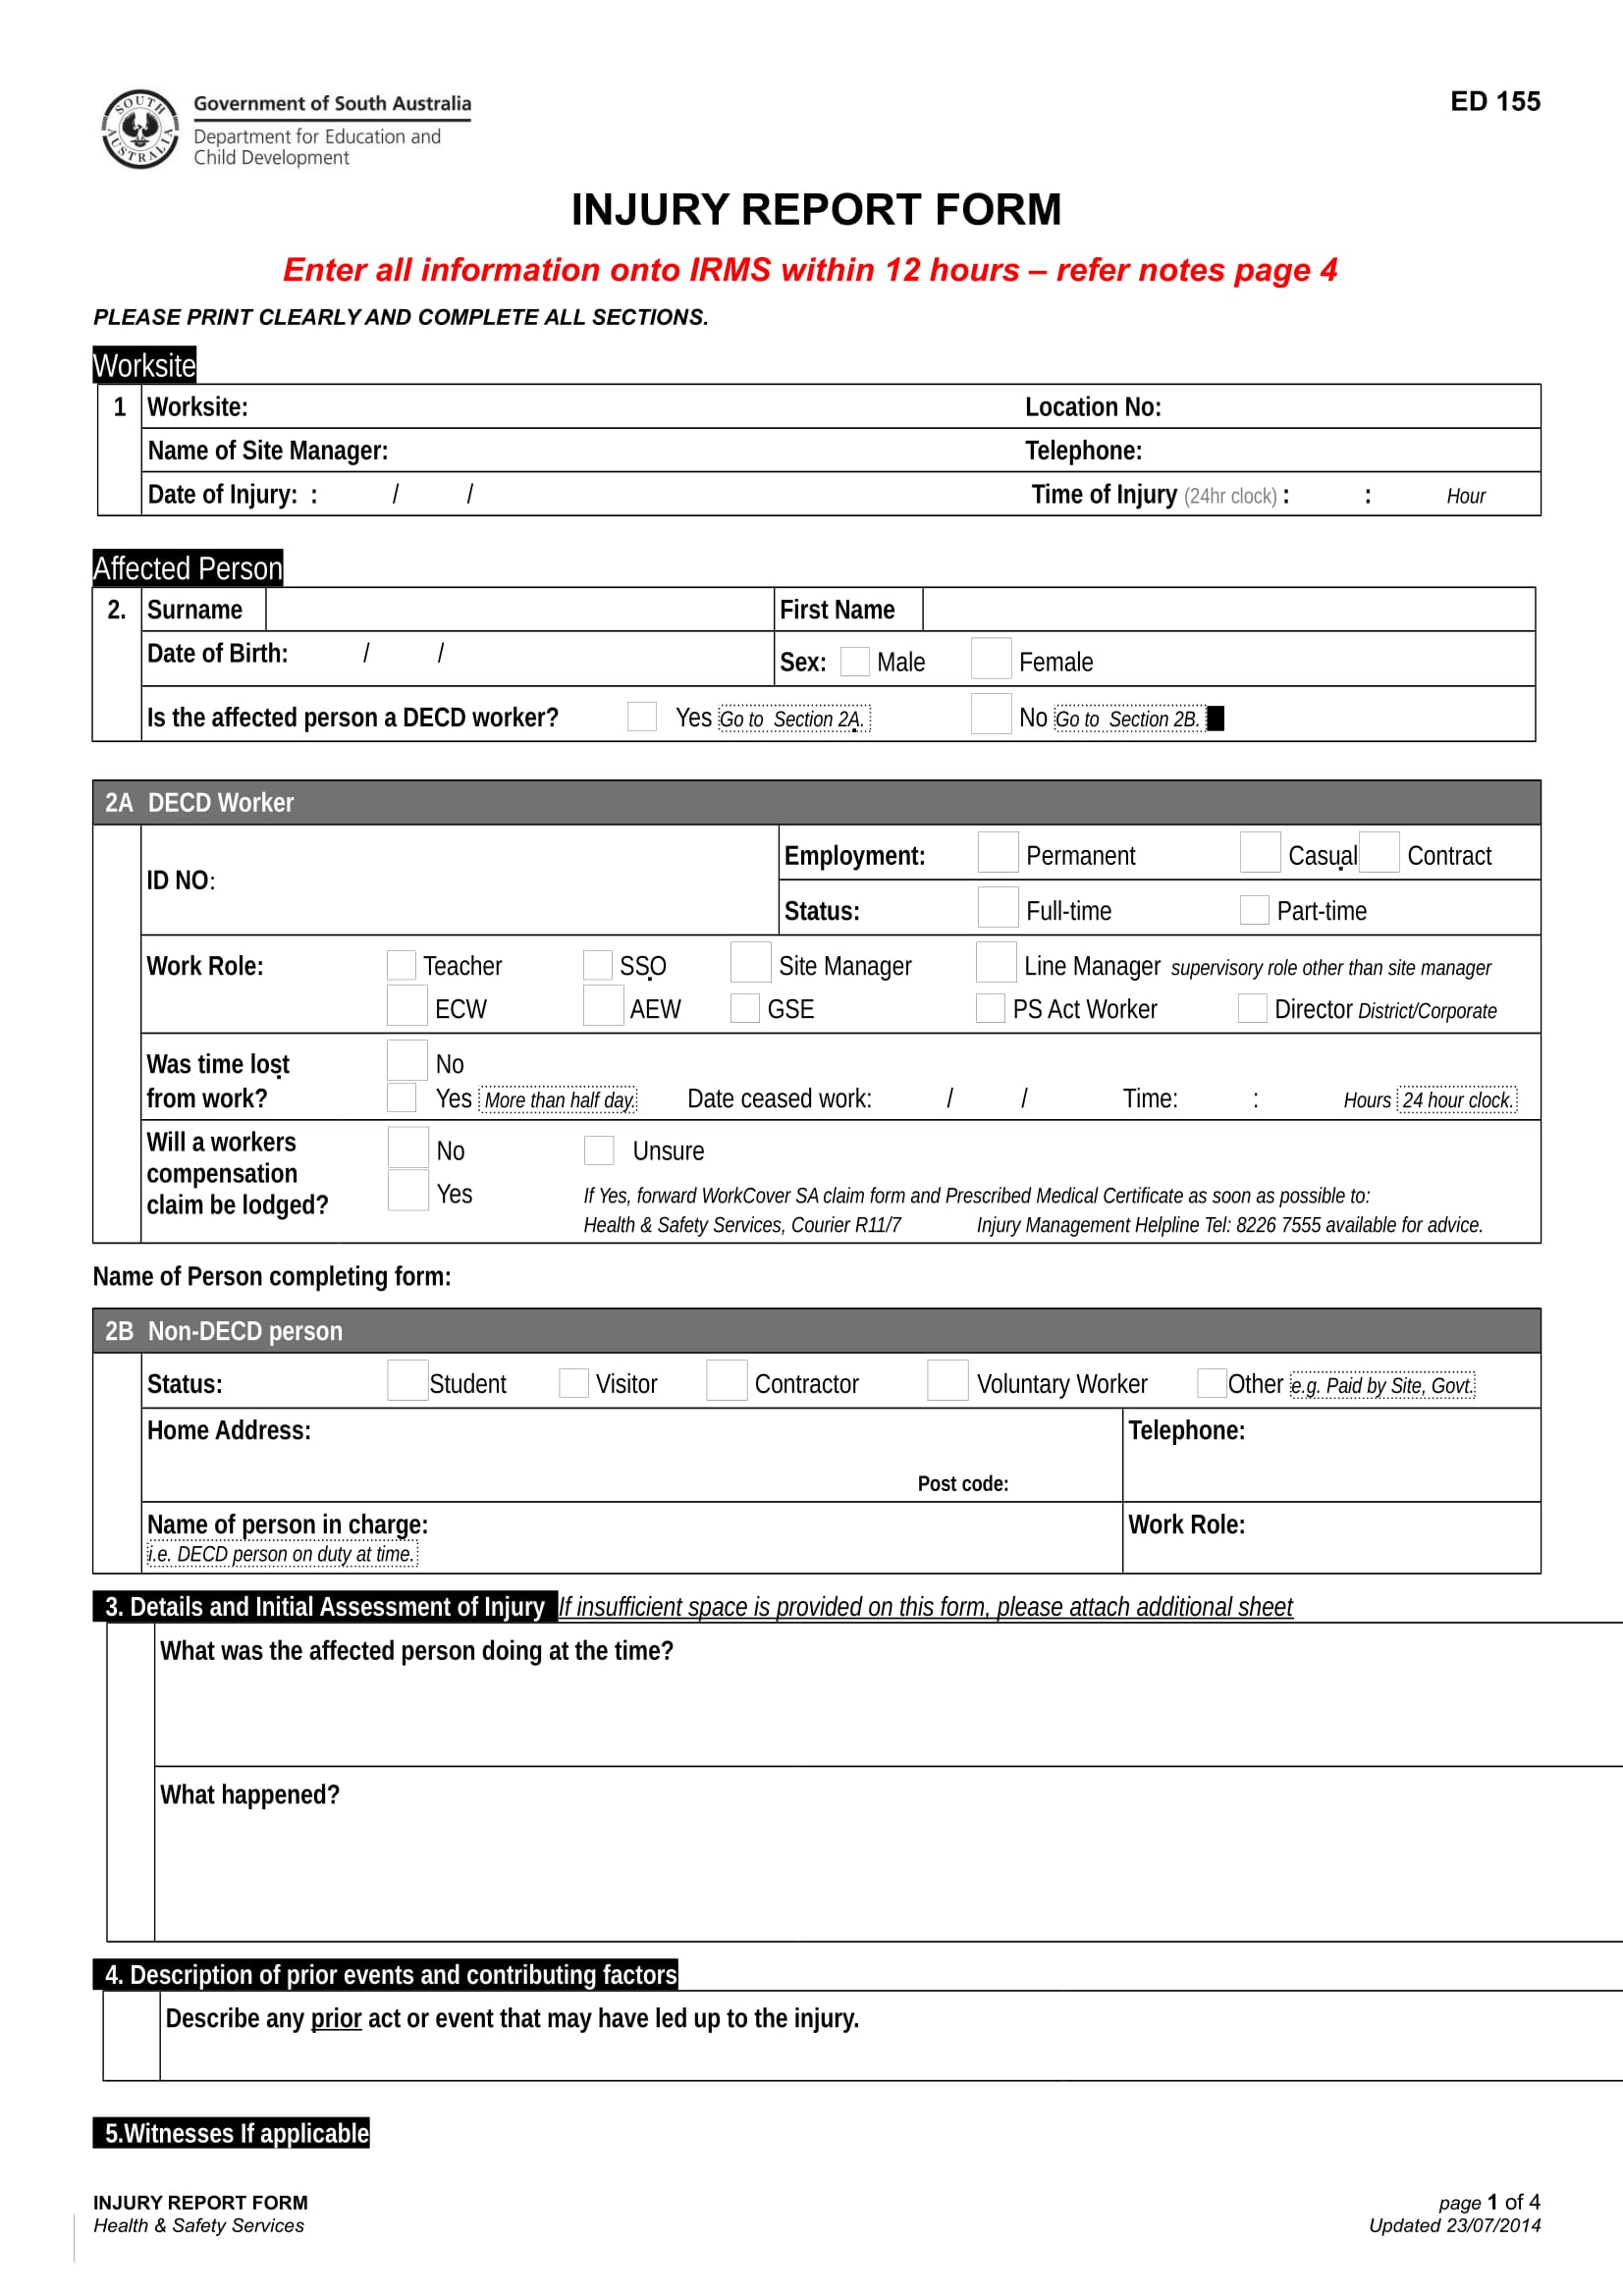 SOUTH AUSTRALIA
Government of South Australia
Department for Education and
Child Development
ED 155
INJURY REPORT FORM
Enter all information onto IRMS within 12 hours – refer notes page 4
PLEASE PRINT CLEARLY AND COMPLETE ALL SECTIONS.
Worksite
1 Worksite: Location No:
Name of Site Manager: Telephone:
Date of Injury: : / / Time of Injury (24hr clock) : : Hour
Affected Person
2. Surname First Name
Date of Birth: / / Sex: Male Female
Is the affected person a DECD worker? Yes Go to Section 2A. No Go to Section 2B.
2A DECD Worker
ID NO: Employment: Permanent Casual Contract
Status: Full-time Part-time
Work Role: Teacher SSO Site Manager Line Manager supervisory role other than site manager
ECW AEW GSE PS Act Worker Director District/Corporate
Was time lost No
from work? Yes More than half day. Date ceased work: / / Time: : Hours 24 hour clock.
Will a workers No Unsure
compensation
claim be lodged? Yes If Yes, forward WorkCover SA claim form and Prescribed Medical Certificate as soon as possible to:
Health & Safety Services, Courier R11/7 Injury Management Helpline Tel: 8226 7555 available for advice.
Name of Person completing form:
2B Non-DECD person
Status: Student Visitor Contractor Voluntary Worker Other e.g. Paid by Site, Govt.
Home Address: Telephone:
Post code:
Name of person in charge: Work Role:
i.e. DECD person on duty at time.
3. Details and Initial Assessment of Injury If insufficient space is provided on this form, please attach additional sheet
What was the affected person doing at the time?
What happened?
4. Description of prior events and contributing factors
Describe any prior act or event that may have led up to the injury.
5.Witnesses If applicable
INJURY REPORT FORM page 1 of 4
Health & Safety Services Updated 23/07/2014